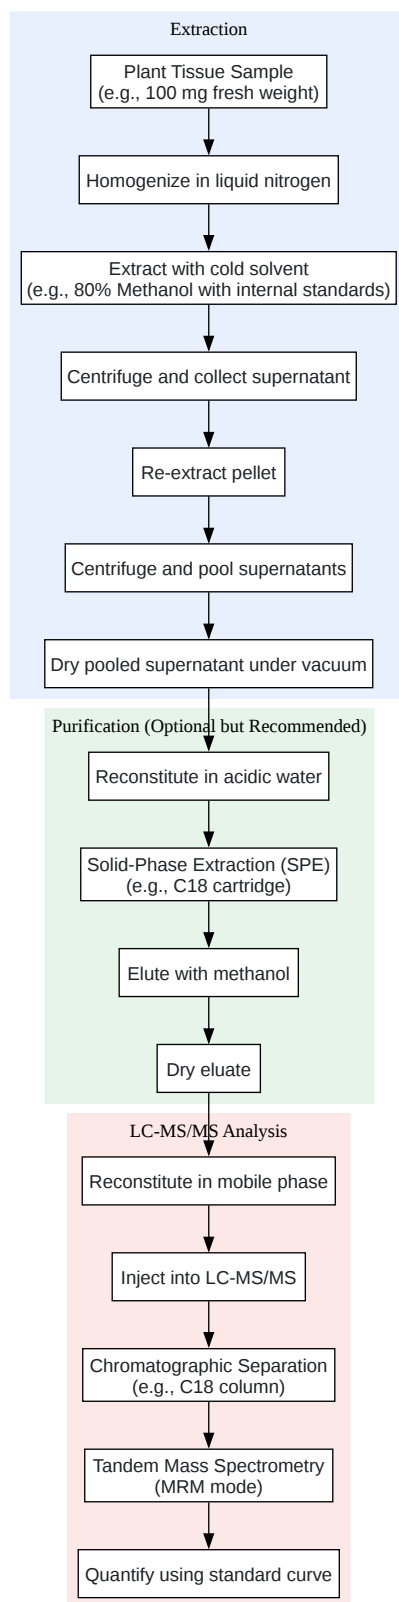 Extraction
Plant Tissue Sample
(e.g., 100 mg fresh weight)
Homogenize in liquid nitrogen
Extract with cold solvent
(e.g., 80% Methanol with internal standards)
Centrifuge and collect supernatant
Re-extract pellet
Centrifuge and pool supernatants
Dry pooled supernatant under vacuum
Purification (Optional but Recommended)
Reconstitute in acidic water
Solid-Phase Extraction (SPE)
(e.g., C18 cartridge)
Elute with methanol
Dry eluate
LC-MS/MS Analysis
Reconstitute in mobile phase
Inject into LC-MS/MS
Chromatographic Separation
(e.g., C18 column)
Tandem Mass Spectrometry
(MRM mode)
Quantify using standard curve